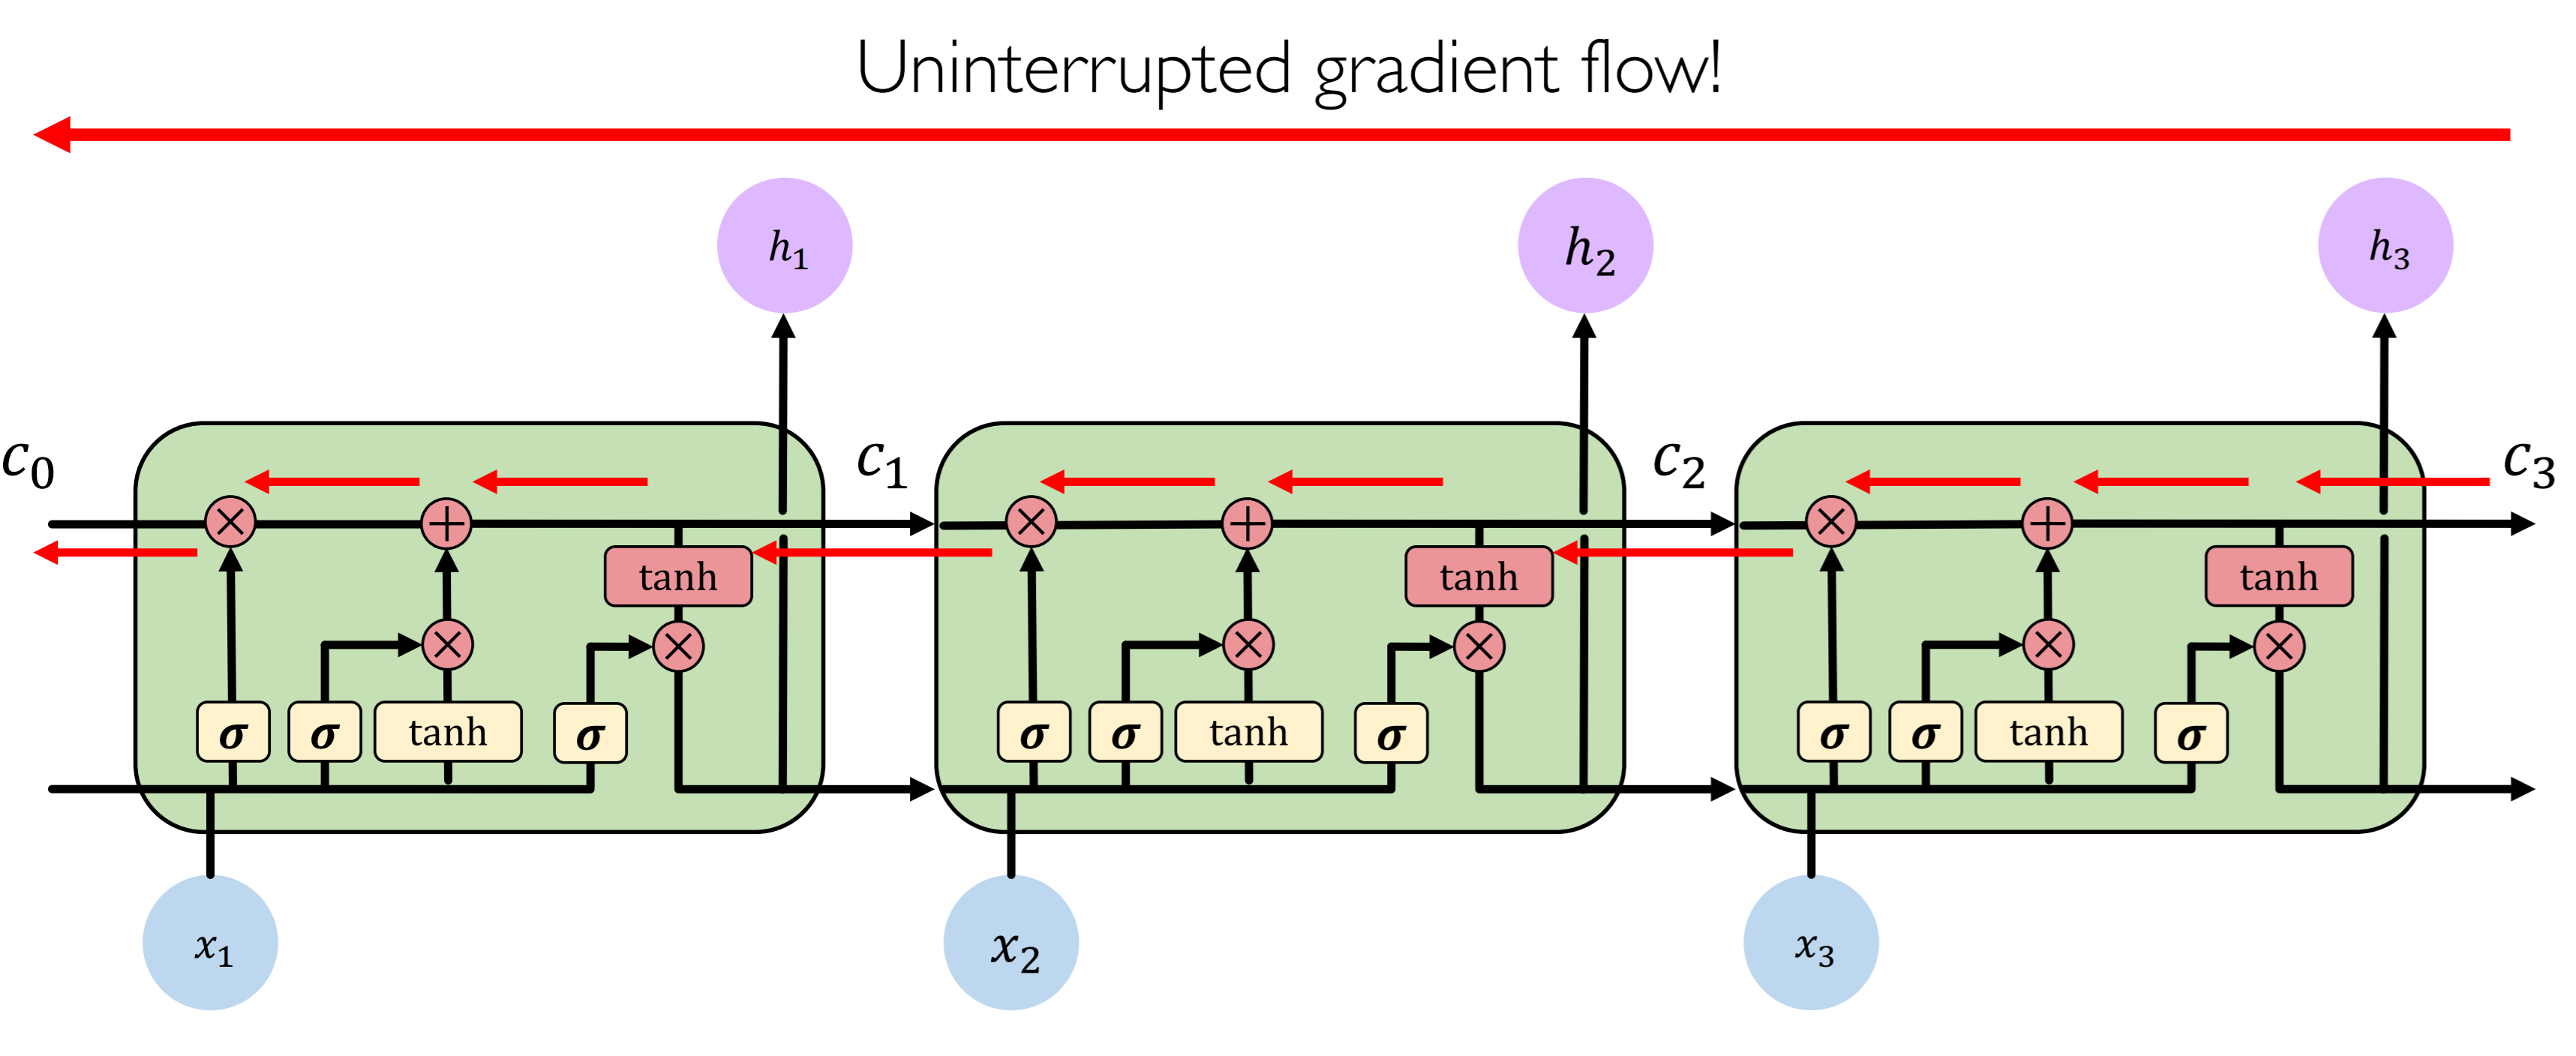 Uninterrupted gradient flow!
h₁ h₂ h₃
c₀ c₁ c₂ c₃
× + × + × +
tanh tanh tanh
× × × × × ×
σ σ tanh σ σ σ tanh σ σ σ tanh σ
x₁ x₂ x₃